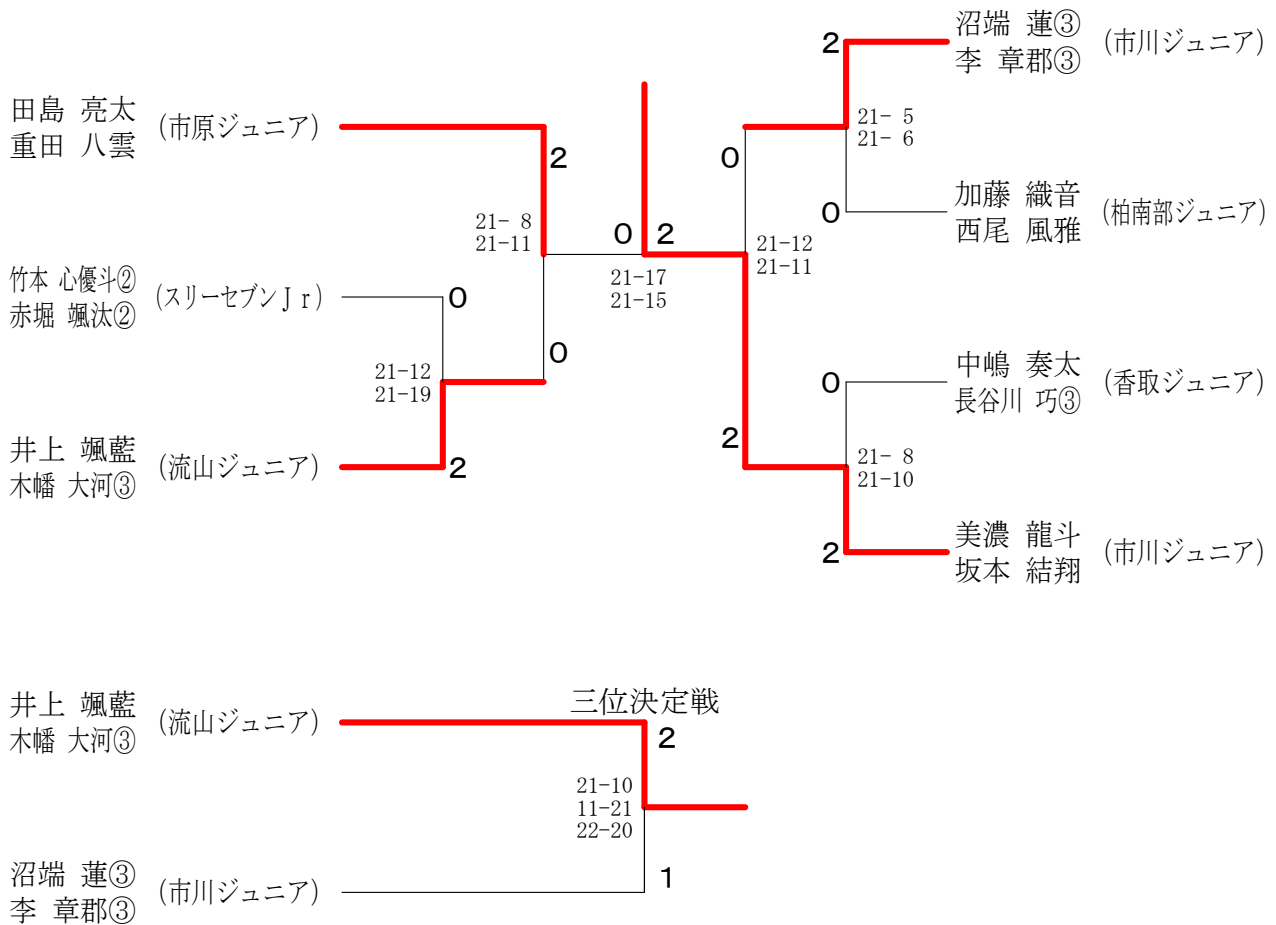 田島 亮太
重田 八雲
(市原ジュニア)
竹本 心優斗②
赤堀 颯汰②
(スリーセブンJr)
井上 颯藍
木幡 大河③
(流山ジュニア)
2
21- 8
21-11
0
0
21-12
21-19
2
0
2
21-17
21-15
沼端 蓮③
李 章郡③
(市川ジュニア)
加藤 織音
西尾 風雅
(柏南部ジュニア)
中嶋 奏太
長谷川 巧③
(香取ジュニア)
美濃 龍斗
坂本 結翔
(市川ジュニア)
2
21- 5
21- 6
0
0
21-12
21-11
2
0
21- 8
21-10
2
三位決定戦
井上 颯藍
木幡 大河③
(流山ジュニア)
2
21-10
11-21
22-20
1
沼端 蓮③
李 章郡③
(市川ジュニア)